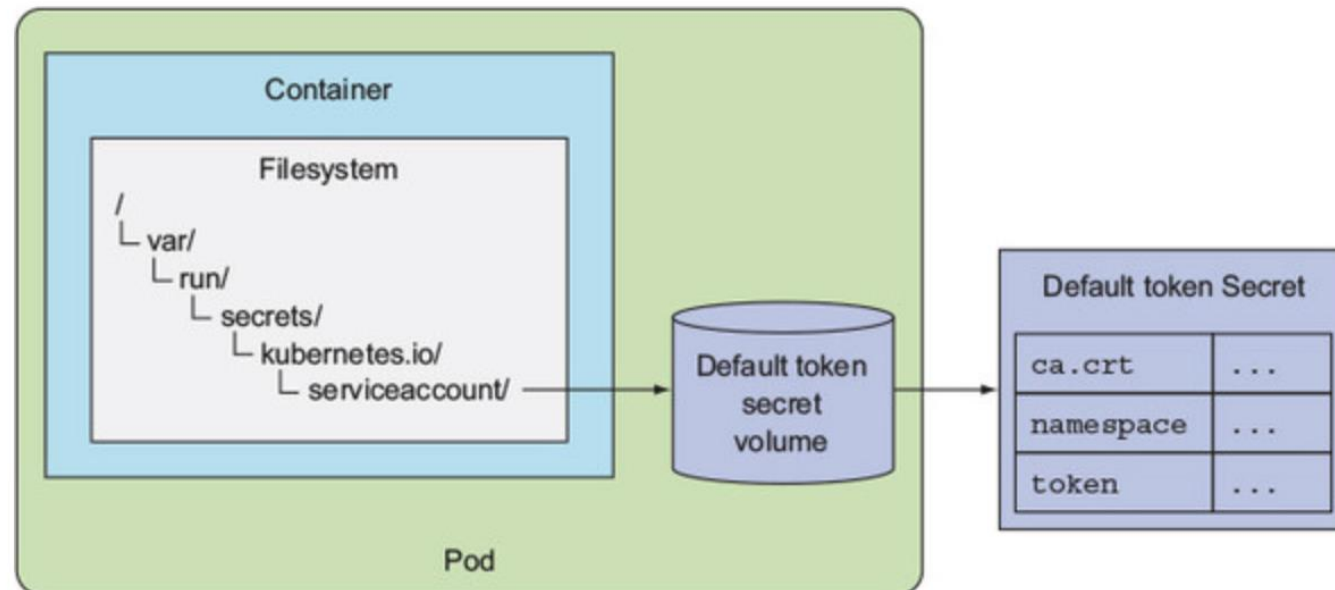 Container
Filesystem
/
var/
run/
secrets/
kubernetes.io/
serviceaccount/
Default token
secret
volume
Pod
Default token Secret
ca.crt ...
namespace ...
token ...